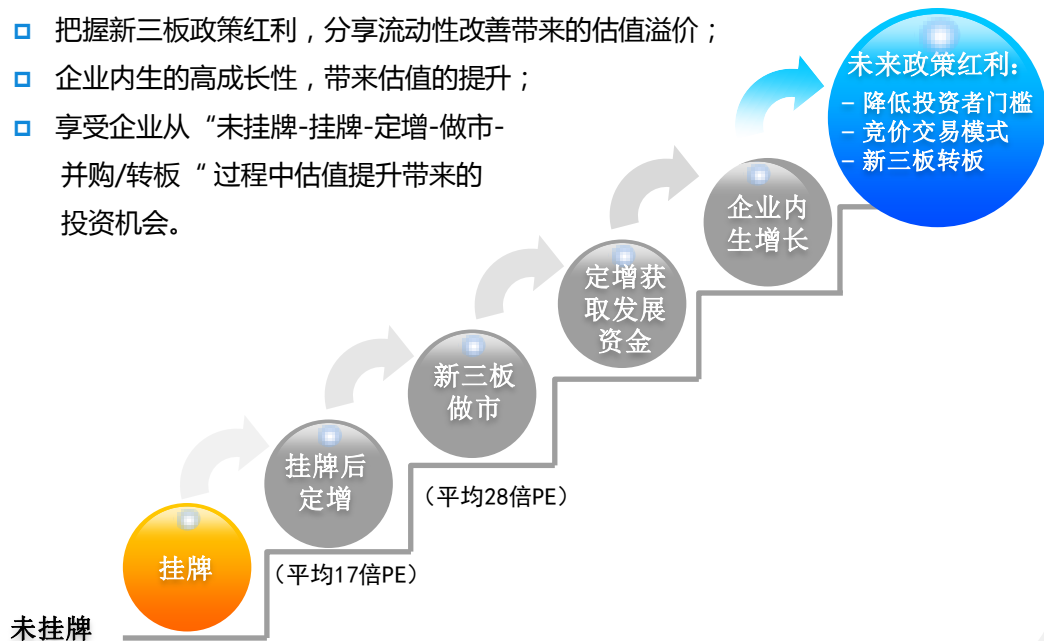 把握新三板政策红利，分享流动性改善带来的估值溢价；
企业内生的高成长性，带来估值的提升；
享受企业从“未挂牌-挂牌-定增-做市-
并购/转板“ 过程中估值提升带来的
投资机会。
未来政策红利：
– 降低投资者门槛
– 竞价交易模式
– 新三板转板
企业内
生增长
定增获
取发展
资金
新三板
做市
挂牌后
定增
（平均28倍PE）
挂牌
（平均17倍PE）
未挂牌